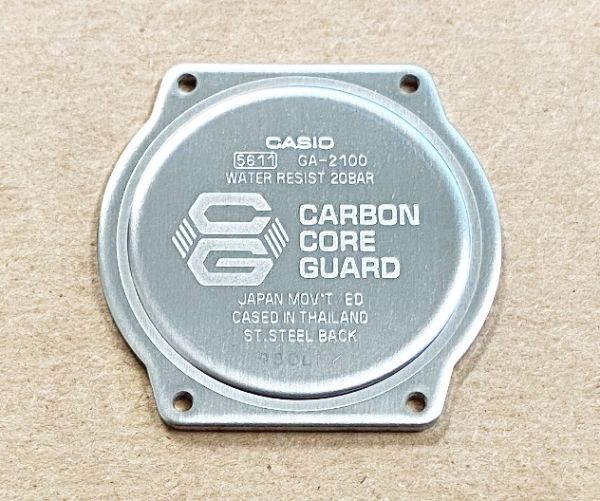 CASIO
5611 GA-2100
WATER RESIST 20BAR
CG
CARBON
CORE
GUARD
JAPAN MOV'T ED
CASED IN THAILAND
ST.STEEL BACK